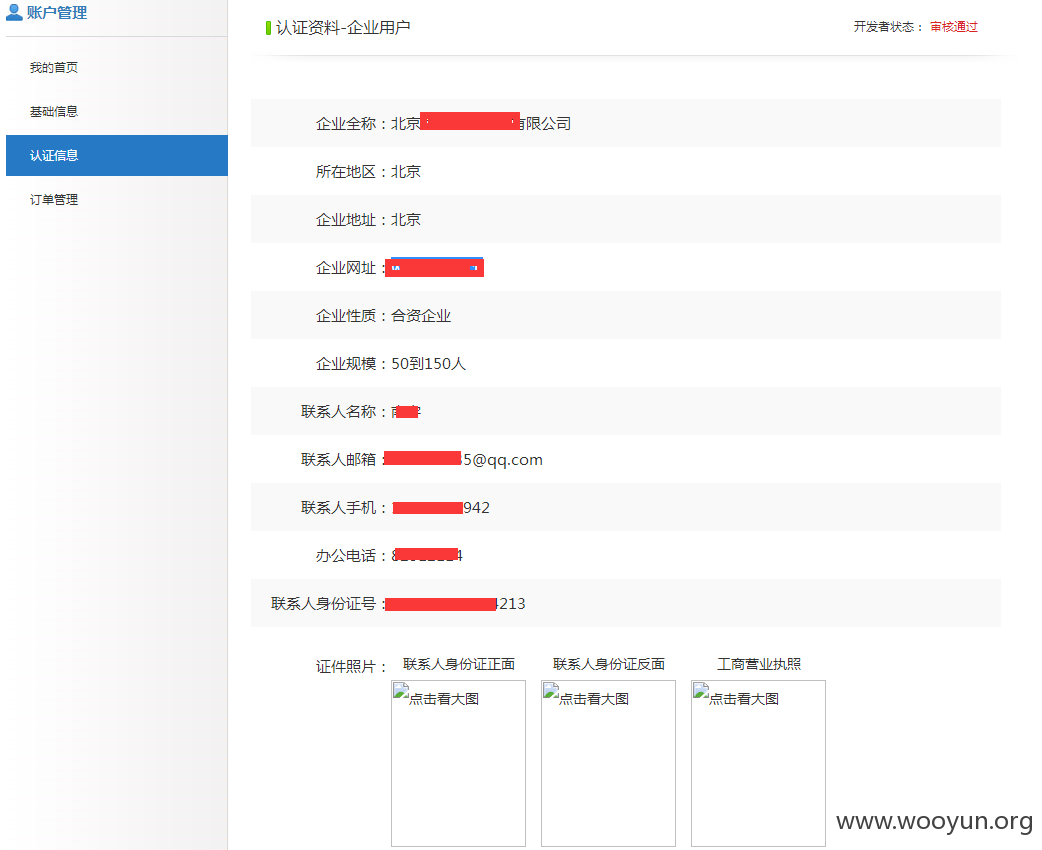 账户管理
我的首页
基础信息
认证信息
订单管理
认证资料-企业用户
开发者状态： 审核通过
企业全称：北京 有限公司
所在地区：北京
企业地址：北京
企业网址：
企业性质：合资企业
企业规模：50到150人
联系人名称：
联系人邮箱： 5@qq.com
联系人手机： 942
办公电话： 4
联系人身份证号： 4213
证件照片：
联系人身份证正面 联系人身份证反面 工商营业执照
点击看大图 点击看大图 点击看大图
www.wooyun.org